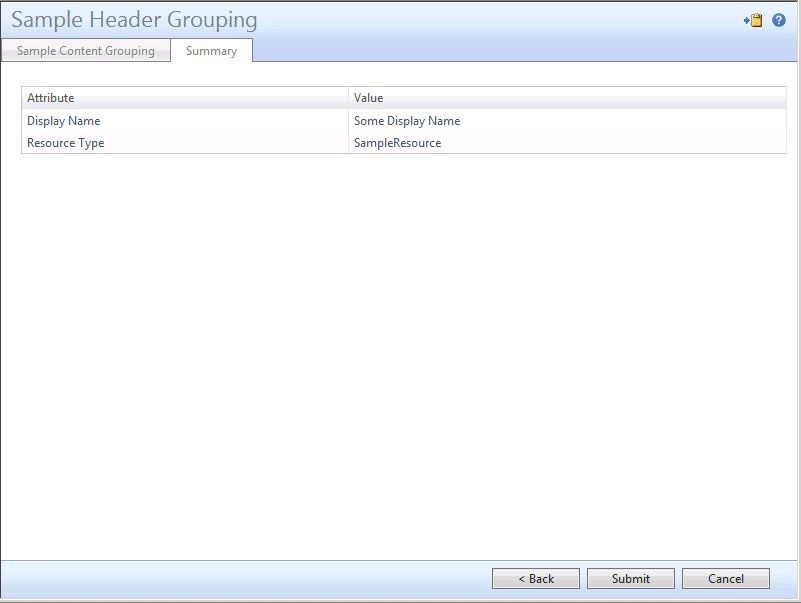 Sample Header Grouping
Sample Content Grouping Summary
Attribute Value
Display Name Some Display Name
Resource Type SampleResource
< Back Submit Cancel